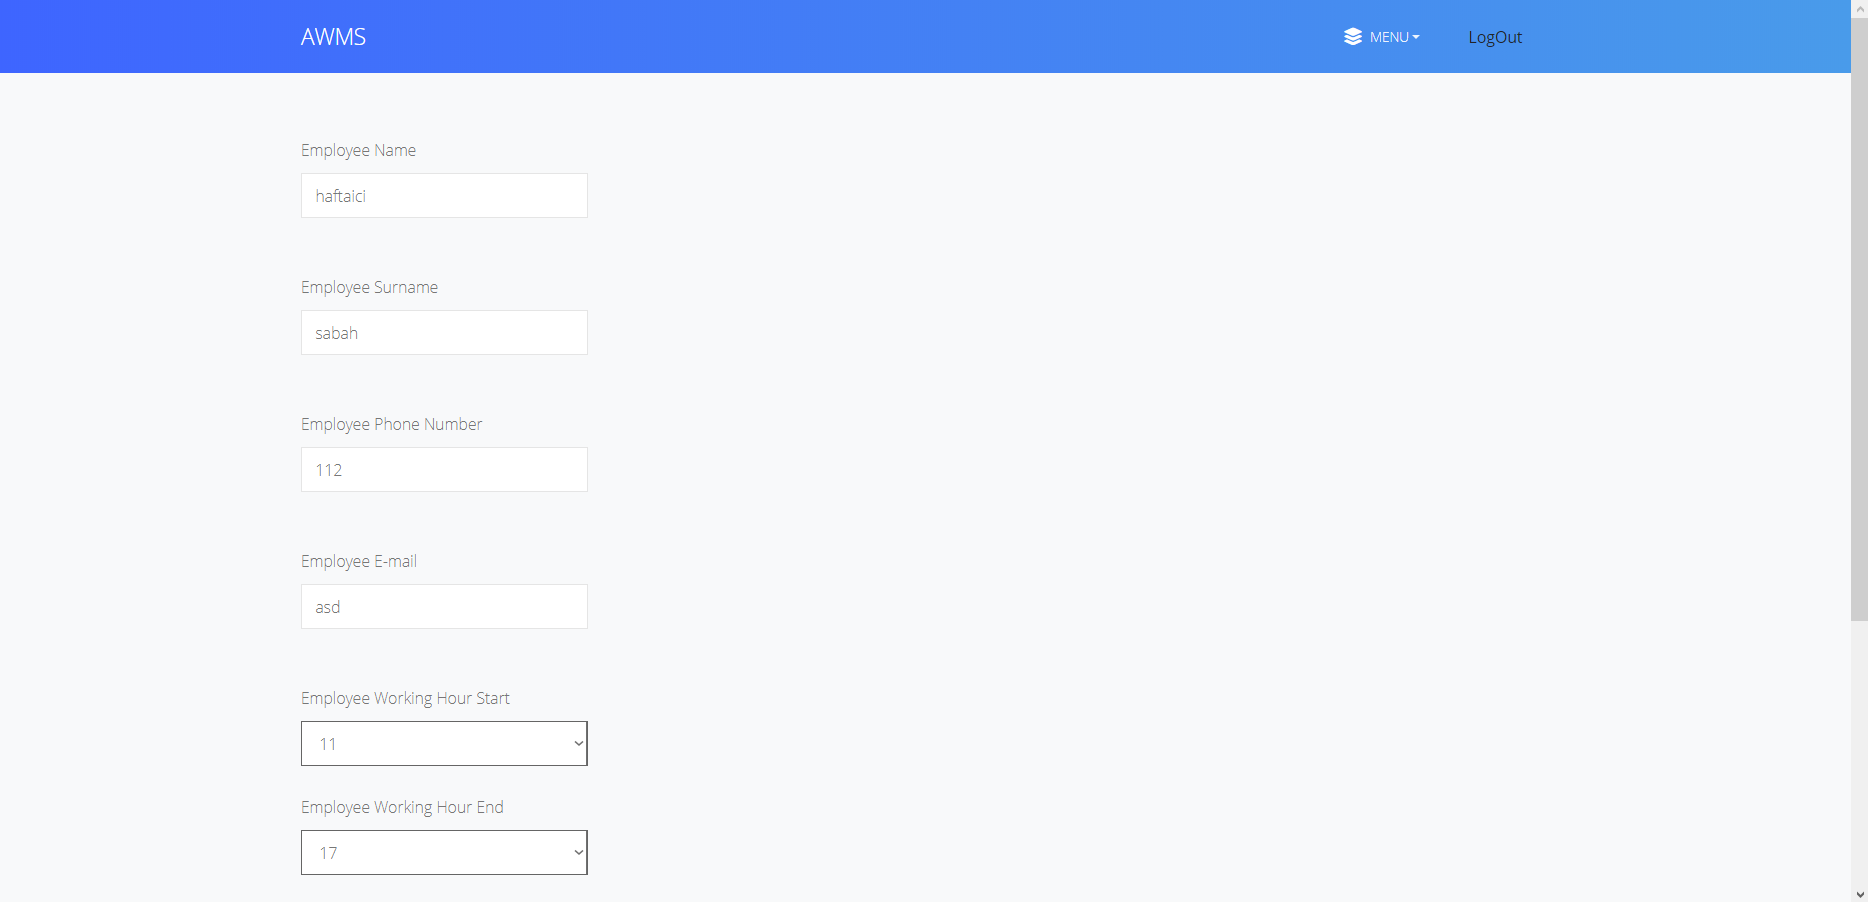 AWMS
MENU
LogOut
Employee Name
haftaici
Employee Surname
sabah
Employee Phone Number
112
Employee E-mail
asd
Employee Working Hour Start
11
Employee Working Hour End
17